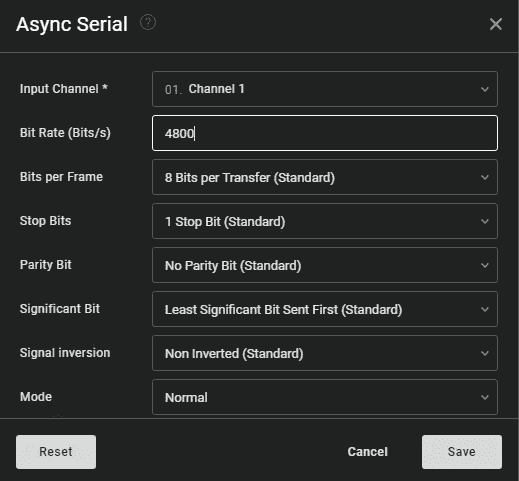 Async Serial ?
Input Channel * 01. Channel 1
Bit Rate (Bits/s) 4800
Bits per Frame 8 Bits per Transfer (Standard)
Stop Bits 1 Stop Bit (Standard)
Parity Bit No Parity Bit (Standard)
Significant Bit Least Significant Bit Sent First (Standard)
Signal inversion Non Inverted (Standard)
Mode Normal
Reset Cancel Save